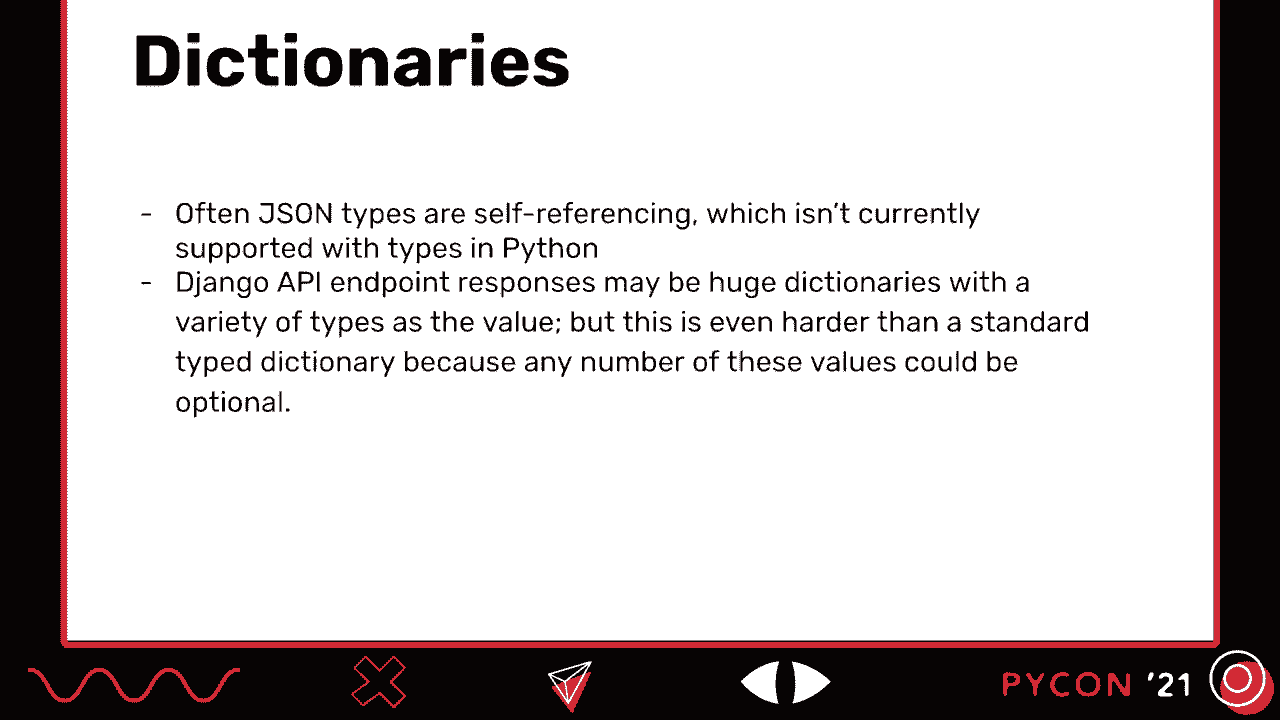 Dictionaries
- Often JSON types are self-referencing, which isn't currently
supported with types in Python
- Django API endpoint responses may be huge dictionaries with a
variety of types as the value; but this is even harder than a standard
typed dictionary because any number of these values could be
optional.
PYCON '21